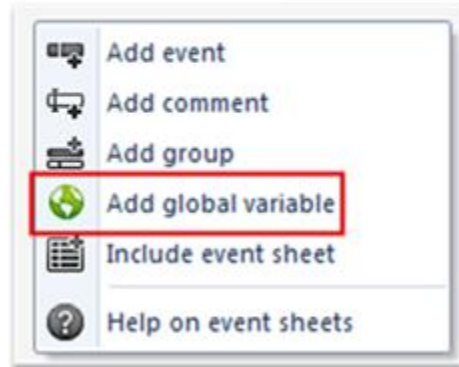 Add event
Add comment
Add group
Add global variable
Include event sheet
Help on event sheets